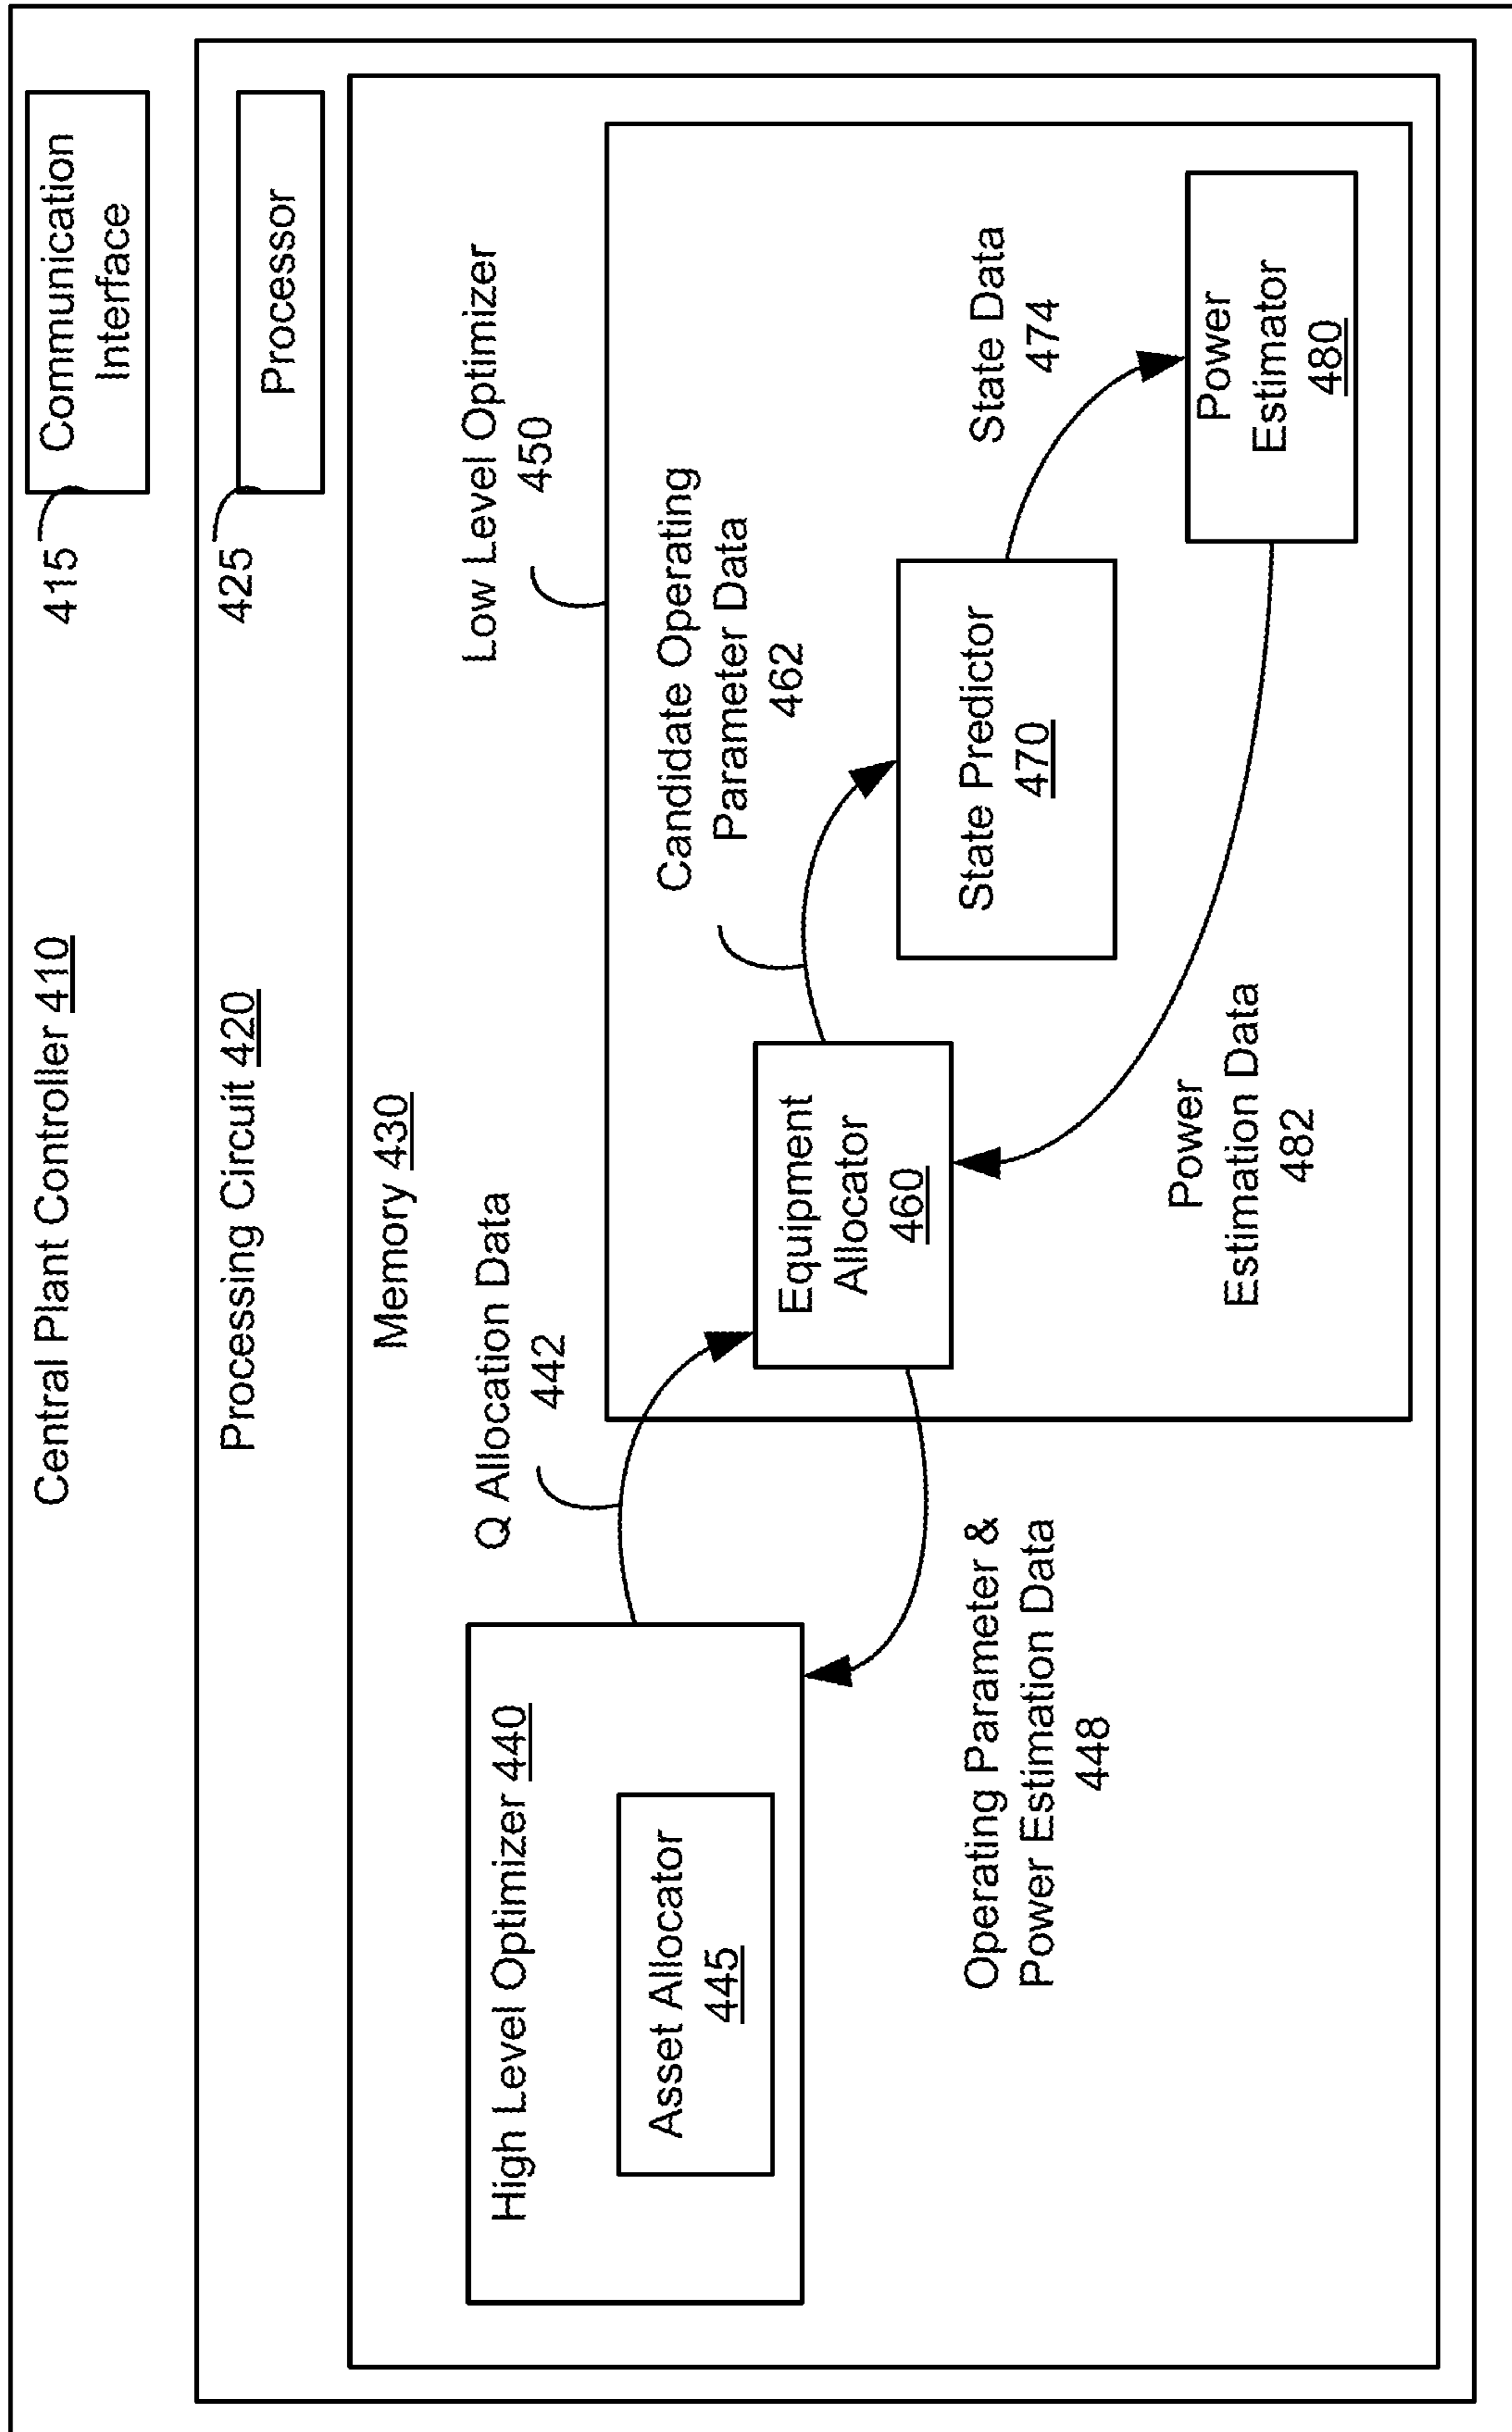 Central Plant Controller 410
415
Communication
Interface
Processing Circuit 420
425
Processor
Memory 430
High Level Optimizer 440
Asset Allocator
445
Q Allocation Data
442
Operating Parameter &
Power Estimation Data
448
Low Level Optimizer
450
Equipment
Allocator
460
Candidate Operating
Parameter Data
462
State Predictor
470
State Data
474
Power
Estimator
480
Power
Estimation Data
482